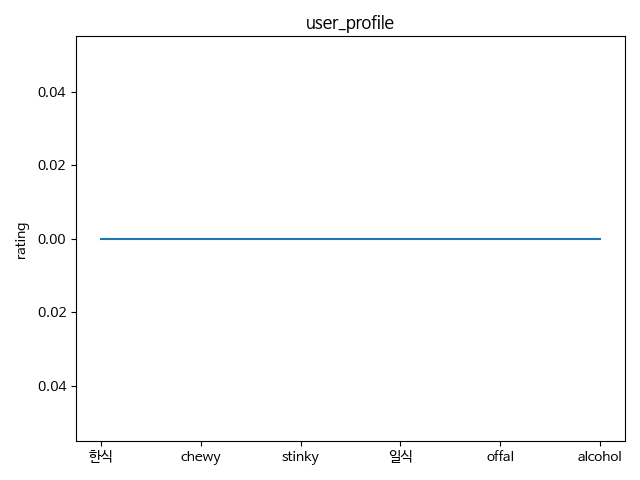 user_profile
0.04
0.02
0.00
0.02
0.04
rating
한식 chewy stinky 일식 offal alcohol